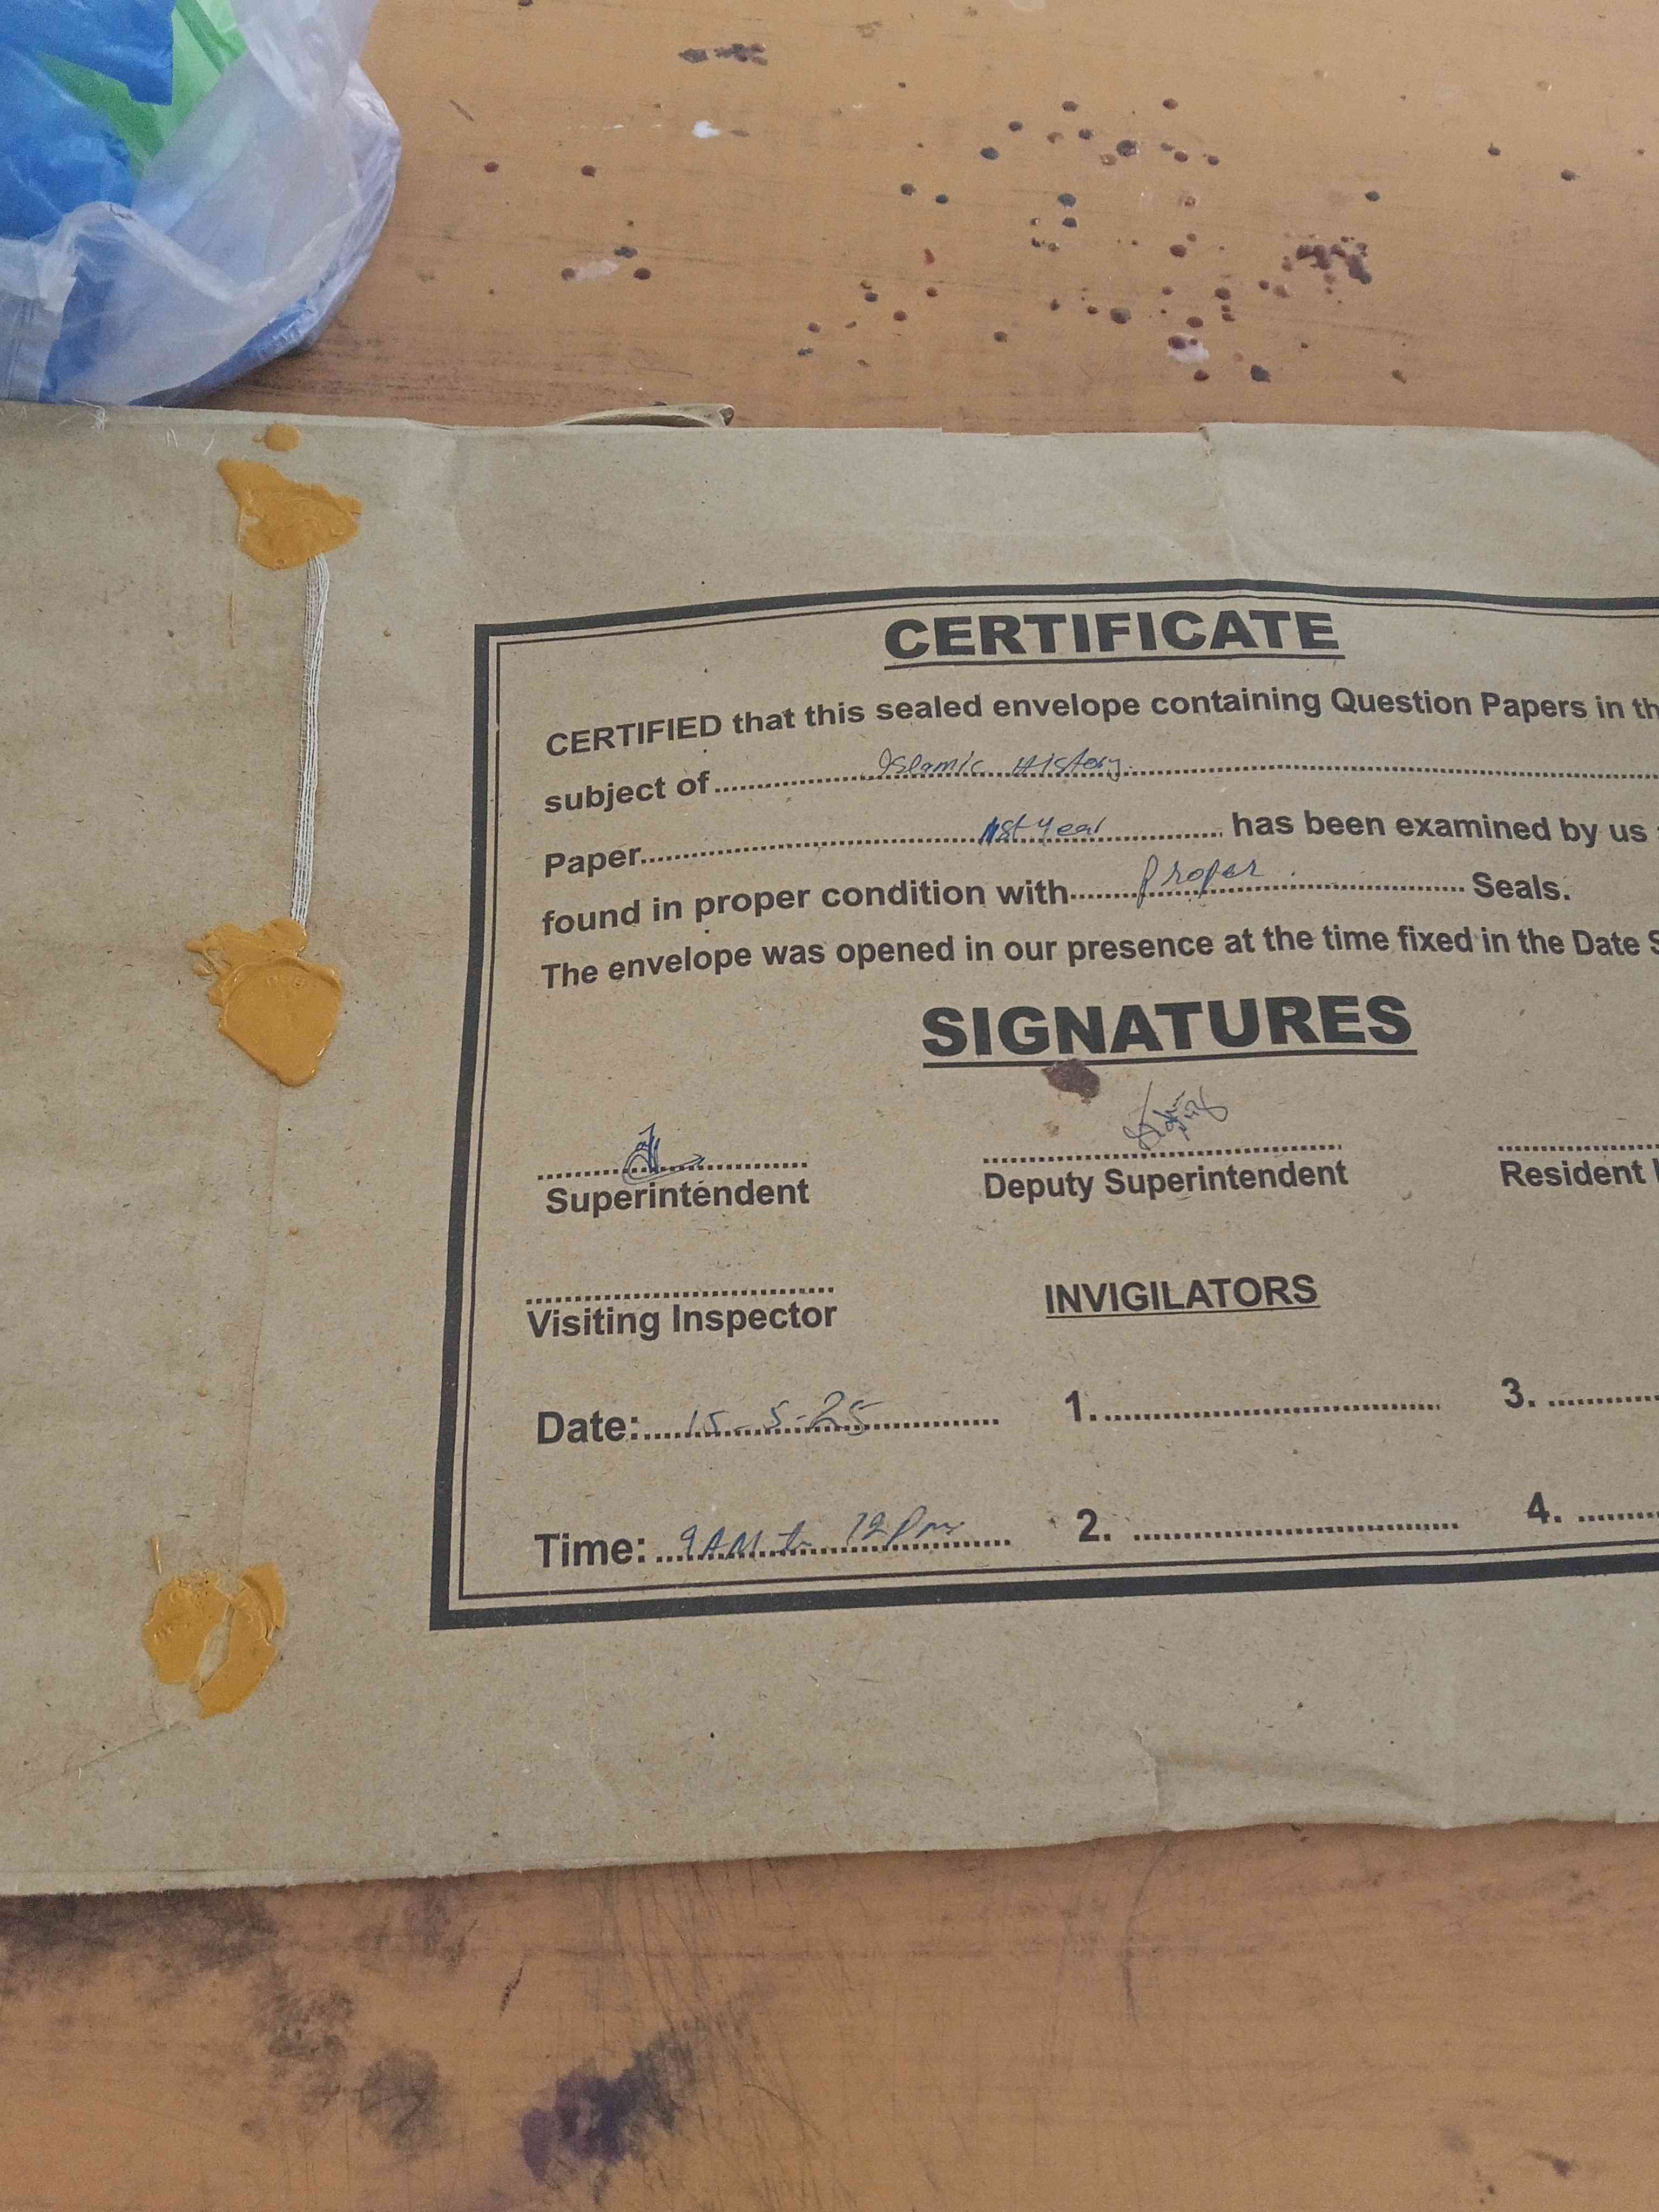 CERTIFICATE
CERTIFIED that this sealed envelope containing Question Papers in th
subject of.......... Islamic History ..........
Paper.......... 1st Year .......... has been examined by us
found in proper condition with.......... Proper .......... Seals.
The envelope was opened in our presence at the time fixed in the Date S
SIGNATURES
Superintendent Deputy Superintendent Resident
Visiting Inspector INVIGILATORS
Date: 15-5-25 1. 3.
Time: 9AM to 12Pm 2. 4.